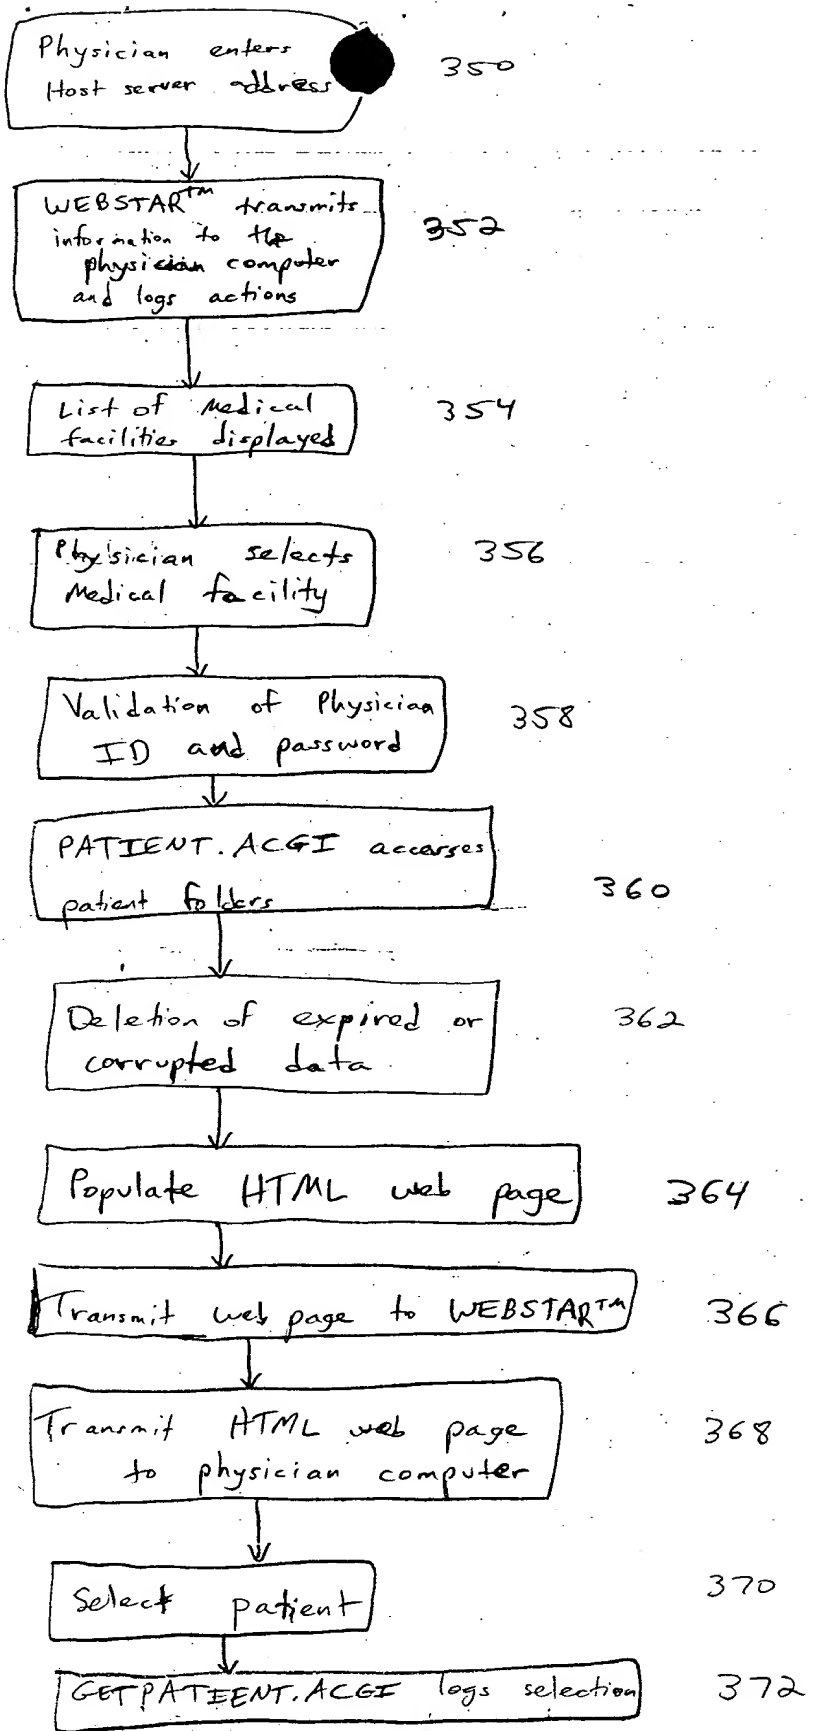 Physician enters
Host server address
350
WEBSTAR™ transmits
information to the
physician computer
and logs actions
352
List of Medical
facilities displayed
354
Physician selects
Medical facility
356
Validation of Physician
ID and password
358
PATIENT.ACGI accesses
patient folders
360
Deletion of expired or
corrupted data
362
Populate HTML web page
364
Transmit web page to WEBSTAR™
366
Transmit HTML web page
to physician computer
368
Select patient
370
GETPATIEENT.ACGI logs selection
372